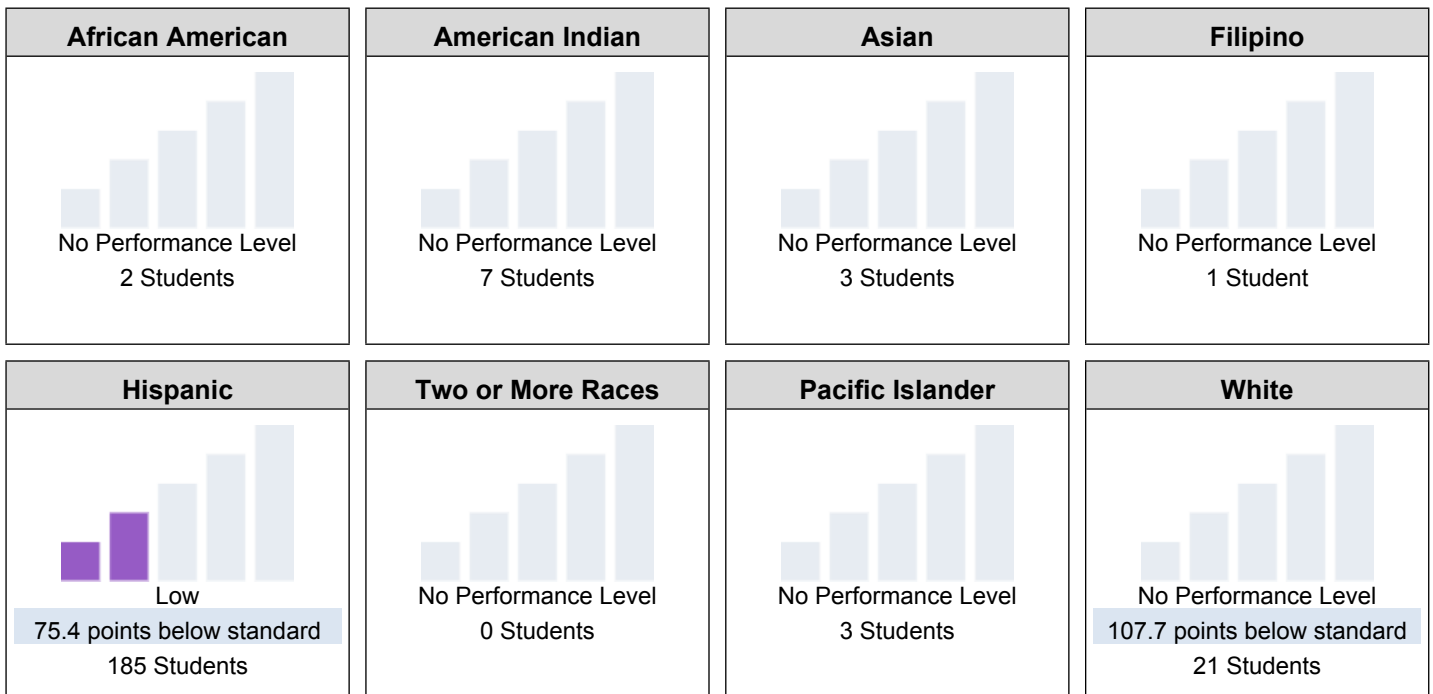 African American
No Performance Level
2 Students
American Indian
No Performance Level
7 Students
Asian
No Performance Level
3 Students
Filipino
No Performance Level
1 Student
Hispanic
Low
75.4 points below standard
185 Students
Two or More Races
No Performance Level
0 Students
Pacific Islander
No Performance Level
3 Students
White
No Performance Level
107.7 points below standard
21 Students